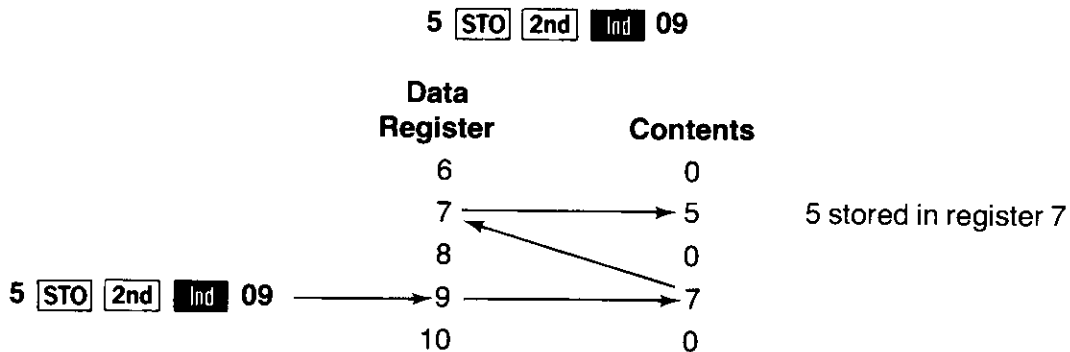 5 STO 2nd Ind 09
Data
Register Contents
6 0
7 5 5 stored in register 7
8 0
5 STO 2nd Ind 09 9 7
10 0